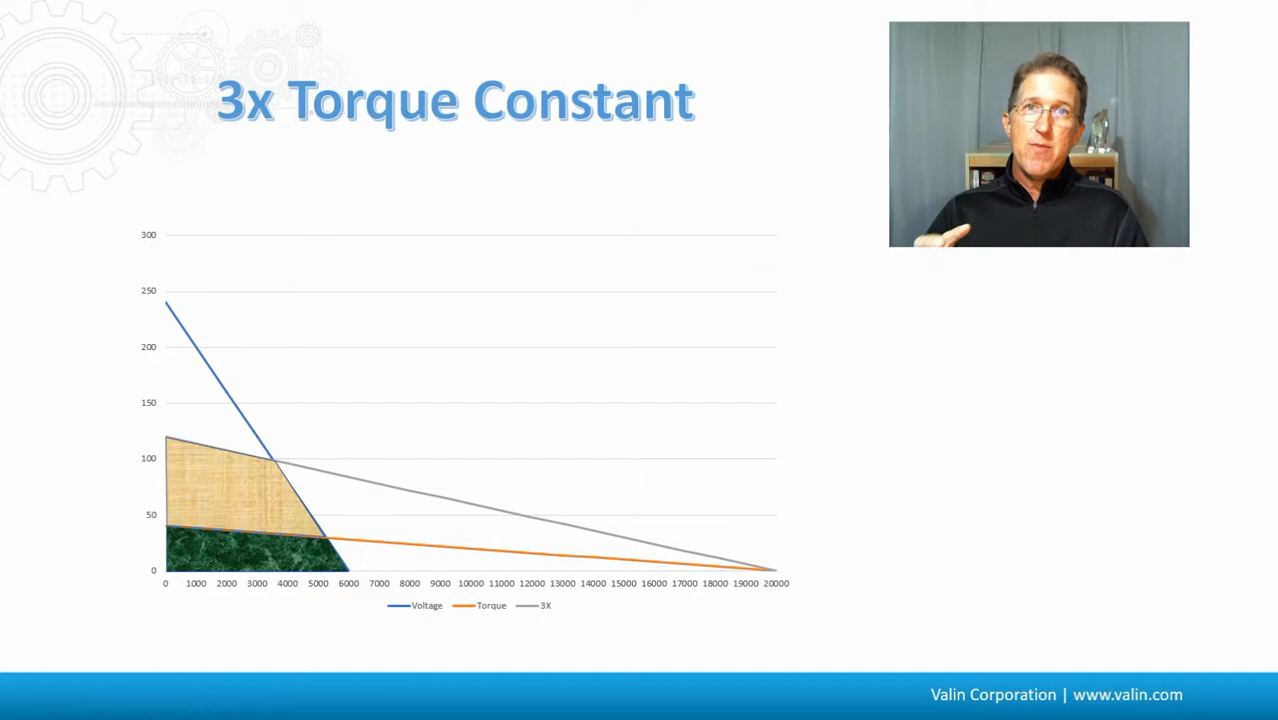 3x Torque Constant
300
250
200
150
100
50
0
0 1000 2000 3000 4000 5000 6000 7000 8000 9000 10000 11000 12000 13000 14000 15000 16000 17000 18000 19000 20000
Voltage Torque 3X
Valin Corporation | www.valin.com